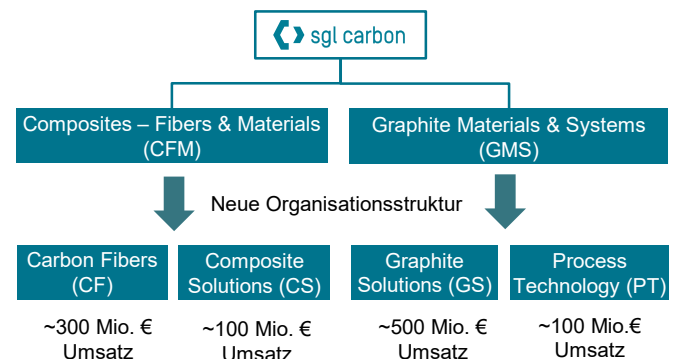 sgl carbon
Composites – Fibers & Materials
(CFM)
Graphite Materials & Systems
(GMS)
Neue Organisationsstruktur
Carbon Fibers
(CF)
Composite
Solutions (CS)
Graphite
Solutions (GS)
Process
Technology (PT)
~300 Mio. €
Umsatz
~100 Mio. €
Umsatz
~500 Mio. €
Umsatz
~100 Mio.€
Umsatz